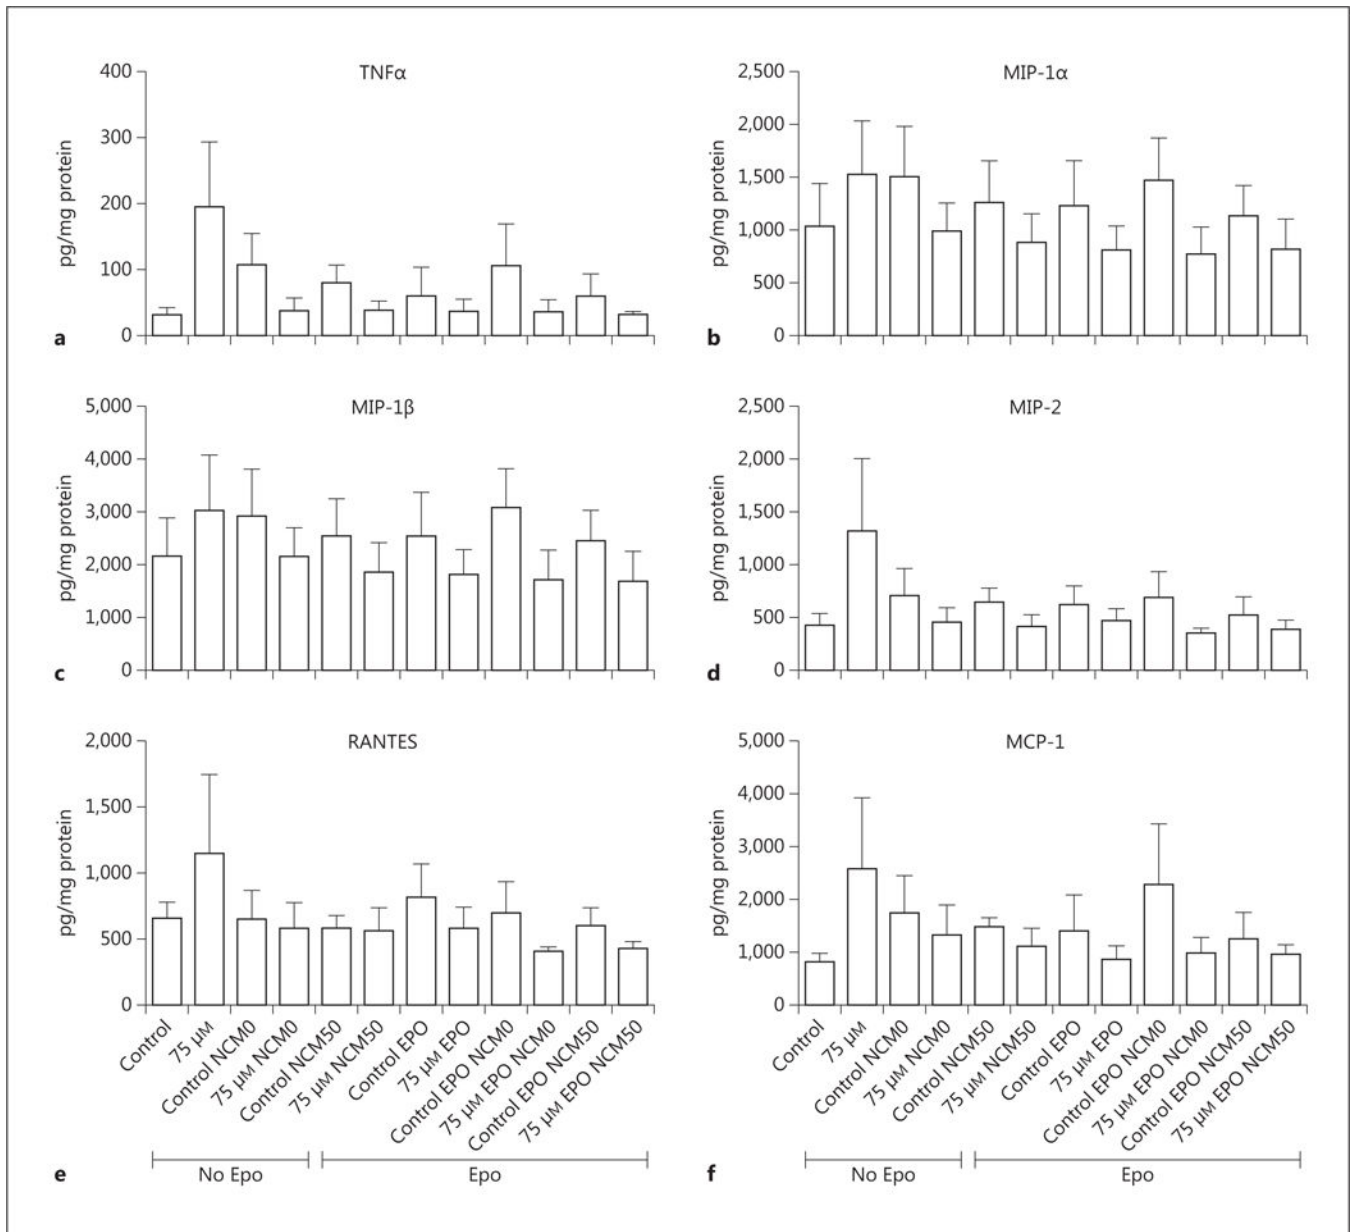 TNFα
400
300
200
100
0
pg/mg protein
a
MIP-1α
2,500
2,000
1,500
1,000
500
0
pg/mg protein
b
MIP-1β
5,000
4,000
3,000
2,000
1,000
0
pg/mg protein
c
MIP-2
2,500
2,000
1,500
1,000
500
0
pg/mg protein
d
RANTES
2,000
1,500
1,000
500
0
pg/mg protein
Control
75 µM
Control NCM0
75 µM NCM0
Control NCM50
75 µM NCM50
Control EPO
75 µM EPO
Control EPO NCM0
75 µM EPO NCM0
Control EPO NCM50
75 µM EPO NCM50
No Epo
Epo
e
MCP-1
5,000
4,000
3,000
2,000
1,000
0
pg/mg protein
Control
75 µM
Control NCM0
75 µM NCM0
Control NCM50
75 µM NCM50
Control EPO
75 µM EPO
Control EPO NCM0
75 µM EPO NCM0
Control EPO NCM50
75 µM EPO NCM50
No Epo
Epo
f